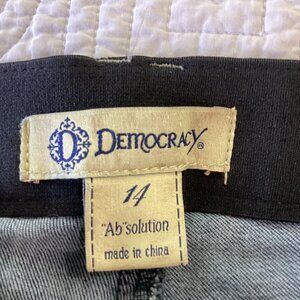 D DEMOCRACY®
14
"Ab"solution
made in china